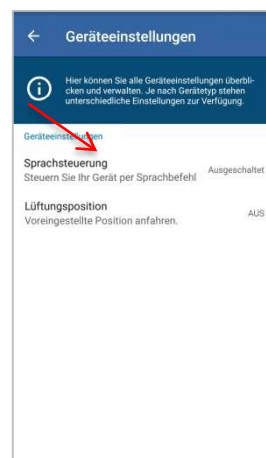 Geräteeinstellungen
Hier können Sie alle Geräteeinstellungen überbli-
cken und verwalten. Je nach Gerätetyp stehen
unterschiedliche Einstellungen zur Verfügung.
Geräteeinstellungen
Sprachsteuerung
Ausgeschaltet
Steuern Sie Ihr Gerät per Sprachbefehl
Lüftungsposition
AUS
Voreingestellte Position anfahren.